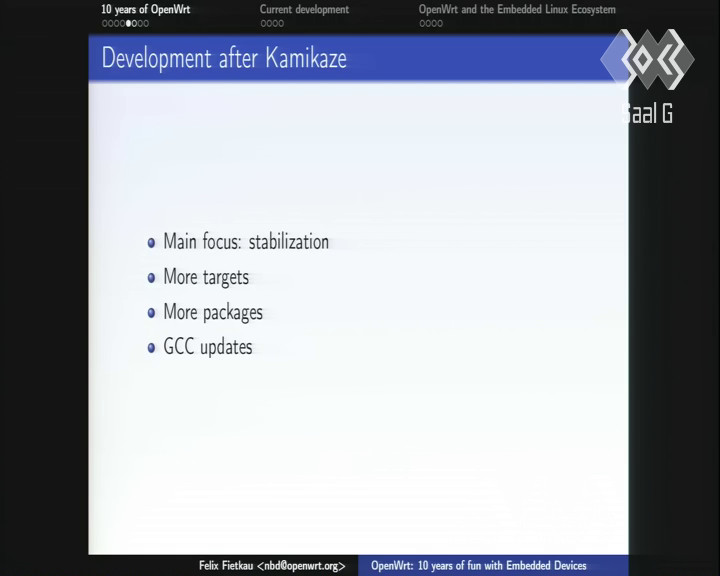 10 years of OpenWrt
Current development
OpenWrt and the Embedded Linux Ecosystem
Development after Kamikaze
Saal G
Main focus: stabilization
More targets
More packages
GCC updates
Felix Fietkau <nbd@openwrt.org>
OpenWrt: 10 years of fun with Embedded Devices